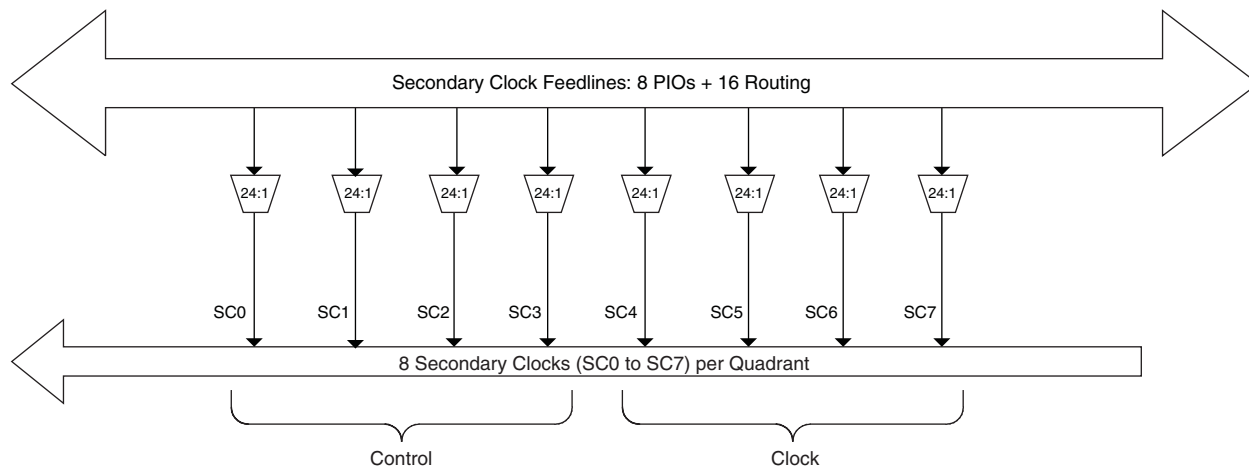 Secondary Clock Feedlines: 8 PIOs + 16 Routing
24:1 24:1 24:1 24:1 24:1 24:1 24:1 24:1
SC0 SC1 SC2 SC3 SC4 SC5 SC6 SC7
8 Secondary Clocks (SC0 to SC7) per Quadrant
Control Clock